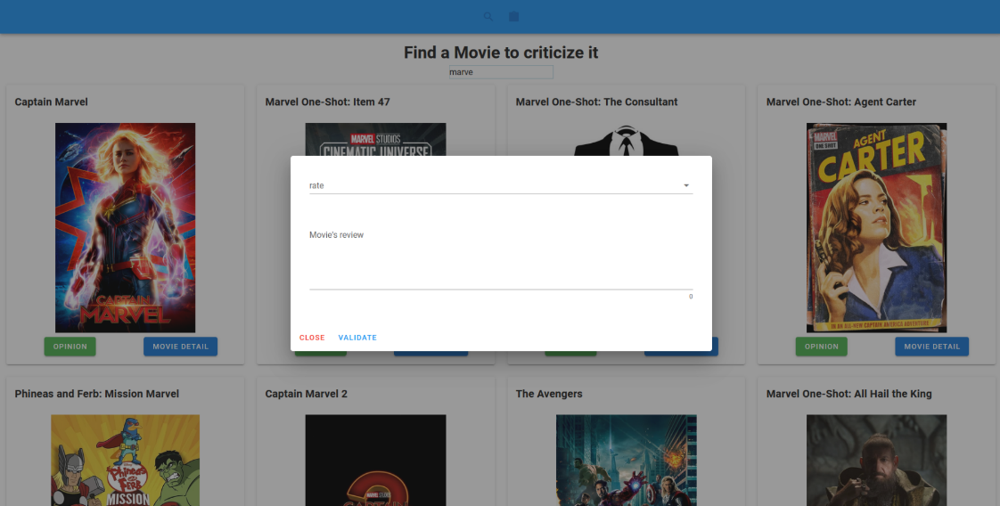 Find a Movie to criticize it
marve
Captain Marvel
Marvel One-Shot: Item 47
Marvel One-Shot: The Consultant
Marvel One-Shot: Agent Carter
MARVEL STUDIOS
CINEMATIC UNIVERSE
MARVEL
ONE SHOT
AGENT
CARTER
rate
Movie's review
0
CLOSE
VALIDATE
CAPTAIN
MARVEL
IN AN ALL-NEW CAPTAIN AMERICA ADVENTURE
OPINION
MOVIE DETAIL
OPINION
MOVIE DETAIL
Phineas and Ferb: Mission Marvel
Captain Marvel 2
The Avengers
Marvel One-Shot: All Hail the King
Phineas
and
FERB
MISSION
MARVEL STUDIOS